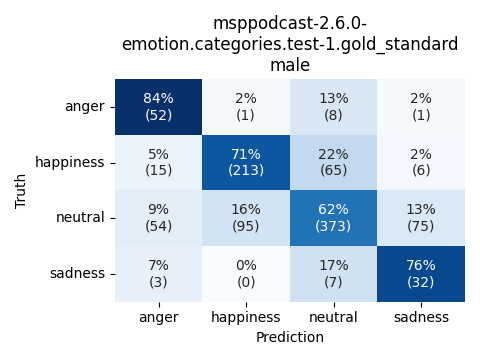 msppodcast-2.6.0-
emotion.categories.test-1.gold_standard
male
Truth
anger
84%
(52)
2%
(1)
13%
(8)
2%
(1)
happiness
5%
(15)
71%
(213)
22%
(65)
2%
(6)
neutral
9%
(54)
16%
(95)
62%
(373)
13%
(75)
sadness
7%
(3)
0%
(0)
17%
(7)
76%
(32)
anger
happiness
neutral
sadness
Prediction